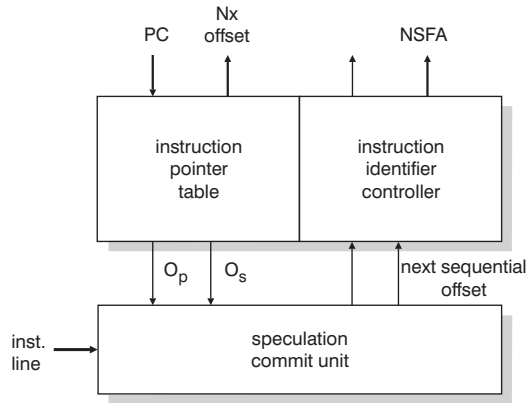 PC
Nx
offset
NSFA
instruction
pointer
table
instruction
identifier
controller
Op
Os
next sequential
offset
inst.
line
speculation
commit unit